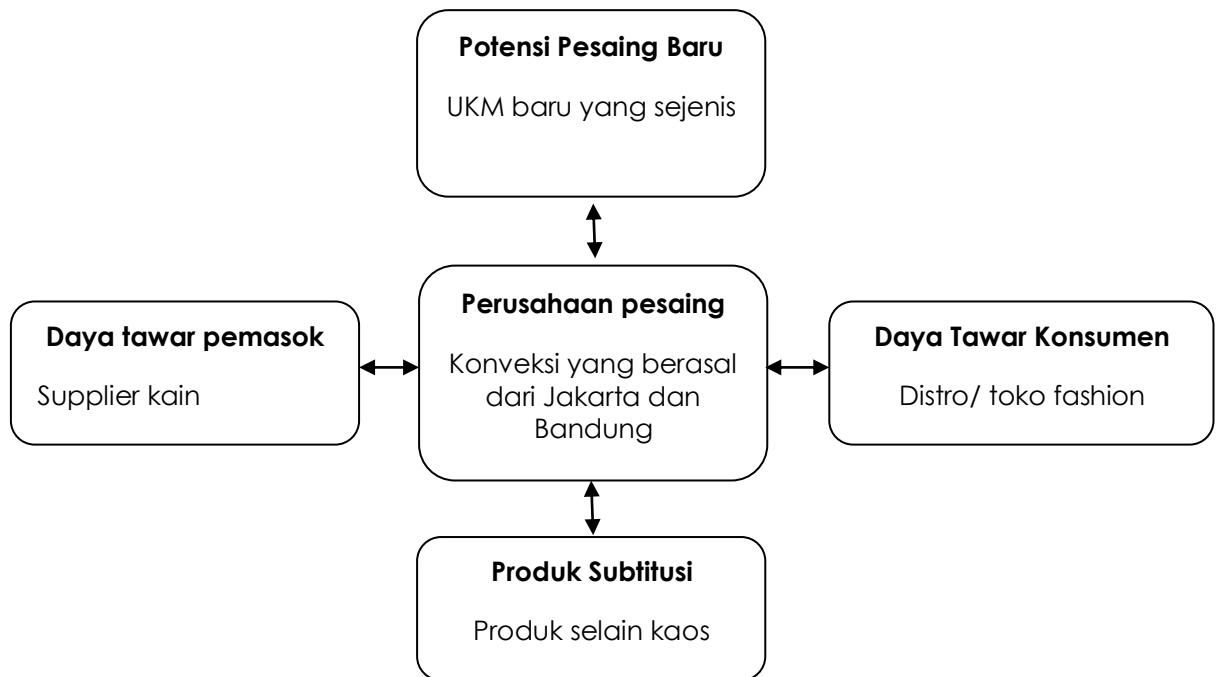 Potensi Pesaing Baru
UKM baru yang sejenis
Daya tawar pemasok
Supplier kain
Perusahaan pesaing
Konveksi yang berasal
dari Jakarta dan
Bandung
Daya Tawar Konsumen
Distro/ toko fashion
Produk Subtitusi
Produk selain kaos